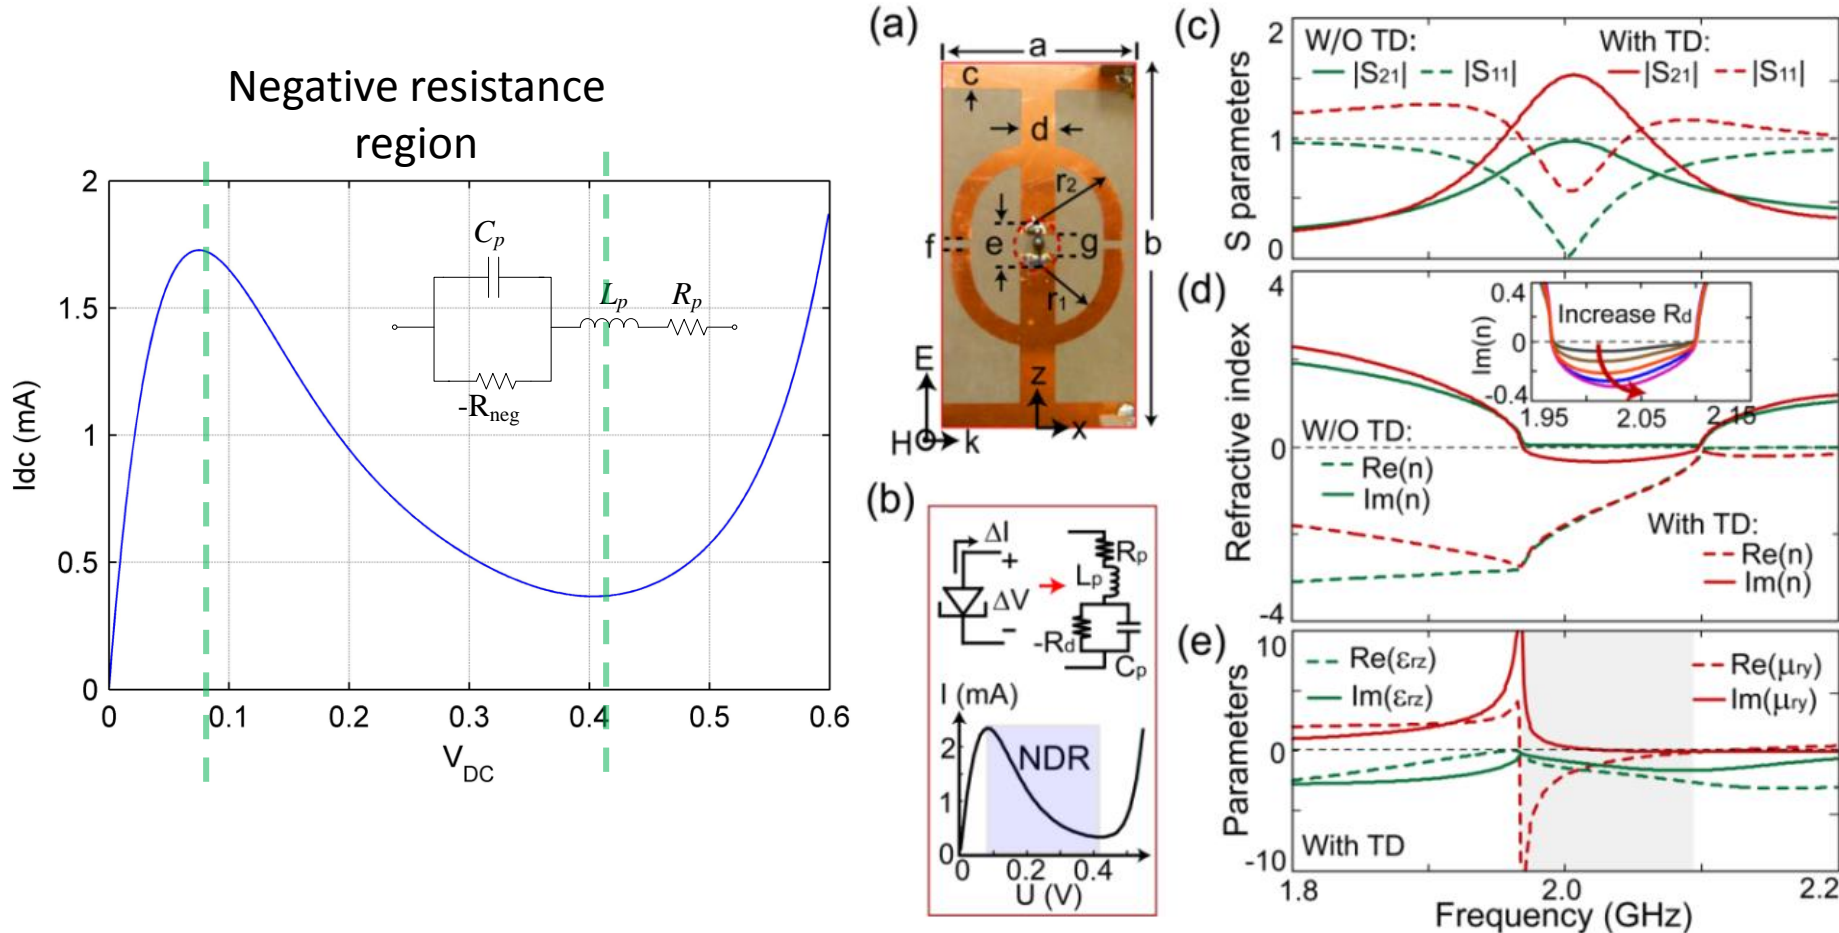 Negative resistance
region
2
1.5
1
0.5
0
Idc (mA)
0 0.1 0.2 0.3 0.4 0.5 0.6
V_DC
C_p
L_p R_p
-R_neg
(a)
a
c
d
r2
f e g b
r1
E
z
H k x
(b)
ΔI
+
ΔV
−
Rp
Lp
-Rd
Cp
I (mA)
2
1
0
NDR
0 0.2 0.4
U (V)
(c)
S parameters
2
1
0
W/O TD: With TD:
|S21| |S11| |S21| |S11|
(d)
Refractive index
4
0
-4
0.4
0
-0.4
Im(n)
Increase Rd
1.95 2.05 2.15
W/O TD:
Re(n)
Im(n)
With TD:
Re(n)
Im(n)
(e)
Parameters
10
0
-10
Re(εrz) Re(μry)
Im(εrz) Im(μry)
With TD
1.8 2.0 2.2
Frequency (GHz)